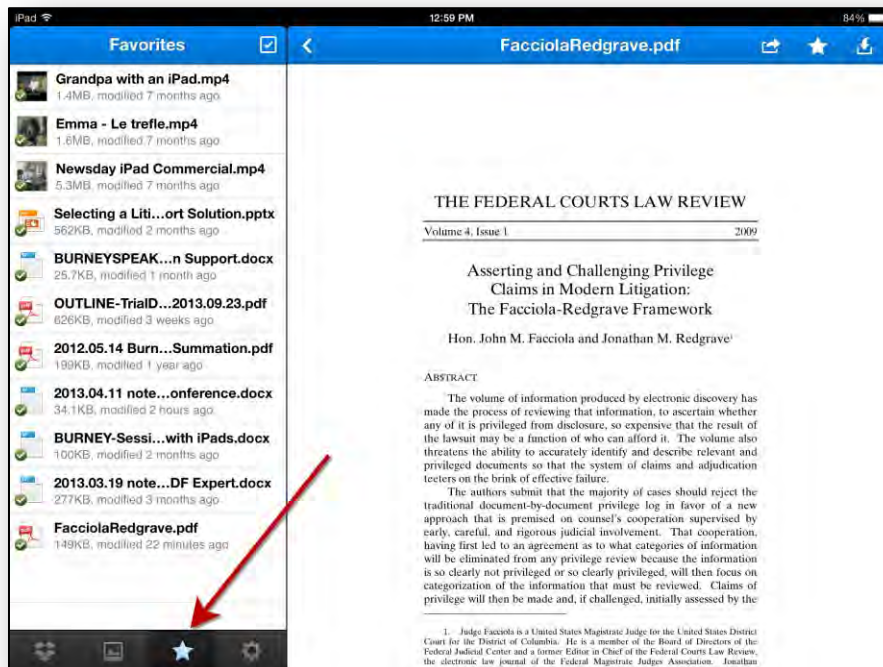 iPad 12:59 PM 84%
Favorites
Grandpa with an iPad.mp4
1.4MB, modified 7 months ago
Emma - Le trefle.mp4
1.6MB, modified 7 months ago
Newsday iPad Commercial.mp4
5.3MB, modified 7 months ago
Selecting a Liti...ort Solution.pptx
562KB, modified 2 months ago
BURNEYSPEAK...n Support.docx
25.7KB, modified 1 month ago
OUTLINE-TrialD...2013.09.23.pdf
626KB, modified 3 weeks ago
2012.05.14 Burn...Summation.pdf
199KB, modified 1 year ago
2013.04.11 note...onference.docx
34.1KB, modified 2 hours ago
BURNEY-Sessi...with iPads.docx
100KB, modified 2 months ago
2013.03.19 note...DF Expert.docx
277KB, modified 3 months ago
FacciolaRedgrave.pdf
149KB, modified 22 minutes ago
FacciolaRedgrave.pdf
THE FEDERAL COURTS LAW REVIEW
Volume 4, Issue 1 2009
Asserting and Challenging Privilege
Claims in Modern Litigation:
The Facciola-Redgrave Framework
Hon. John M. Facciola and Jonathan M. Redgrave¹
ABSTRACT
The volume of information produced by electronic discovery has
made the process of reviewing that information, to ascertain whether
any of it is privileged from disclosure, so expensive that the result of
the lawsuit may be a function of who can afford it. The volume also
threatens the ability to accurately identify and describe relevant and
privileged documents so that the system of claims and adjudication
teeters on the brink of effective failure.
The authors submit that the majority of cases should reject the
traditional document-by-document privilege log in favor of a new
approach that is premised on counsel's cooperation supervised by
early, careful, and rigorous judicial involvement. That cooperation,
having first led to an agreement as to what categories of information
will be eliminated from any privilege review because the information
is so clearly not privileged or so clearly privileged, will then focus on
categorization of the information that must be reviewed. Claims of
privilege will then be made and, if challenged, initially assessed by the
1. Judge Facciola is a United States Magistrate Judge for the United States District
Court for the District of Columbia. He is a member of the Board of Directors of the
Federal Judicial Center and a former Editor in Chief of the Federal Courts Law Review,
the electronic law journal of the Federal Magistrate Judges Association. Jonathan